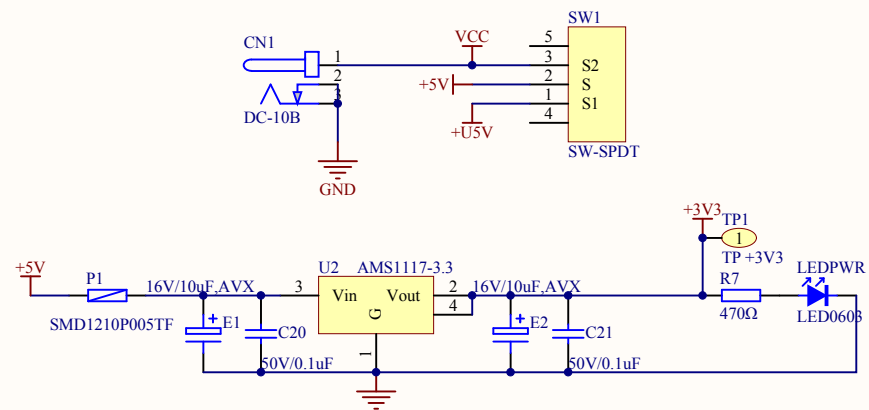 SW1
CN1
VCC
5
1
3
S2
2
+5V
2
S
3
1
S1
DC-10B
4
+U5V
SW-SPDT
GND
+3V3
TP1
1
+5V
P1
U2
AMS1117-3.3
TP +3V3
R7
LEDPWR
16V/10uF,AVX
3
Vin
Vout
2
16V/10uF,AVX
G
4
SMD1210P005TF
+
E1
C20
+
E2
C21
470Ω
LED0603
1
50V/0.1uF
50V/0.1uF